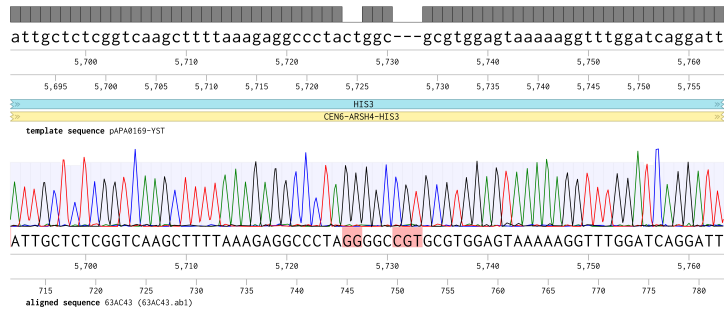 attgctctcggtcaagcttttaaagaggccctactggc---gcgtggagtaaaaaggtttggatcaggatt
5,700 5,710 5,720 5,730 5,740 5,750 5,760
5,695 5,700 5,705 5,710 5,715 5,720 5,725 5,730 5,735 5,740 5,745 5,750 5,755
HIS3
CEN6-ARSH4-HIS3
template sequence pAPA0169-YST
ATTGCTCTCGGTCAAGCTTTTAAAGAGGCCCTAGGGGCCGTGCGTGGAGTAAAAAGGTTTGGATCAGGATT
5,700 5,710 5,720 5,730 5,740 5,750 5,760
715 720 725 730 735 740 745 750 755 760 765 770 775 780
aligned sequence 63AC43 (63AC43.ab1)